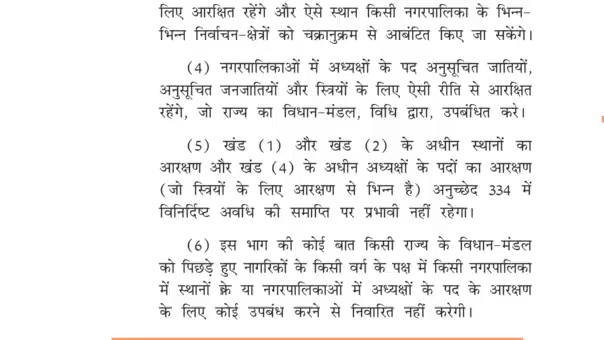 लिए आरक्षित रहेंगे और ऐसे स्थान किसी नगरपालिका के भिन्न-
भिन्न निर्वाचन-क्षेत्रों को चक्रानुक्रम से आबंटित किए जा सकेंगे।
(4) नगरपालिकाओं में अध्यक्षों के पद अनुसूचित जातियों,
अनुसूचित जनजातियों और स्त्रियों के लिए ऐसी रीति से आरक्षित
रहेंगे, जो राज्य का विधान-मंडल, विधि द्वारा, उपबंधित करे।
(5) खंड (1) और खंड (2) के अधीन स्थानों का
आरक्षण और खंड (4) के अधीन अध्यक्षों के पदों का आरक्षण
(जो स्त्रियों के लिए आरक्षण से भिन्न है) अनुच्छेद 334 में
विनिर्दिष्ट अवधि की समाप्ति पर प्रभावी नहीं रहेगा।
(6) इस भाग की कोई बात किसी राज्य के विधान-मंडल
को पिछड़े हुए नागरिकों के किसी वर्ग के पक्ष में किसी नगरपालिका
में स्थानों के या नगरपालिकाओं में अध्यक्षों के पद के आरक्षण
के लिए कोई उपबंध करने से निवारित नहीं करेगी।